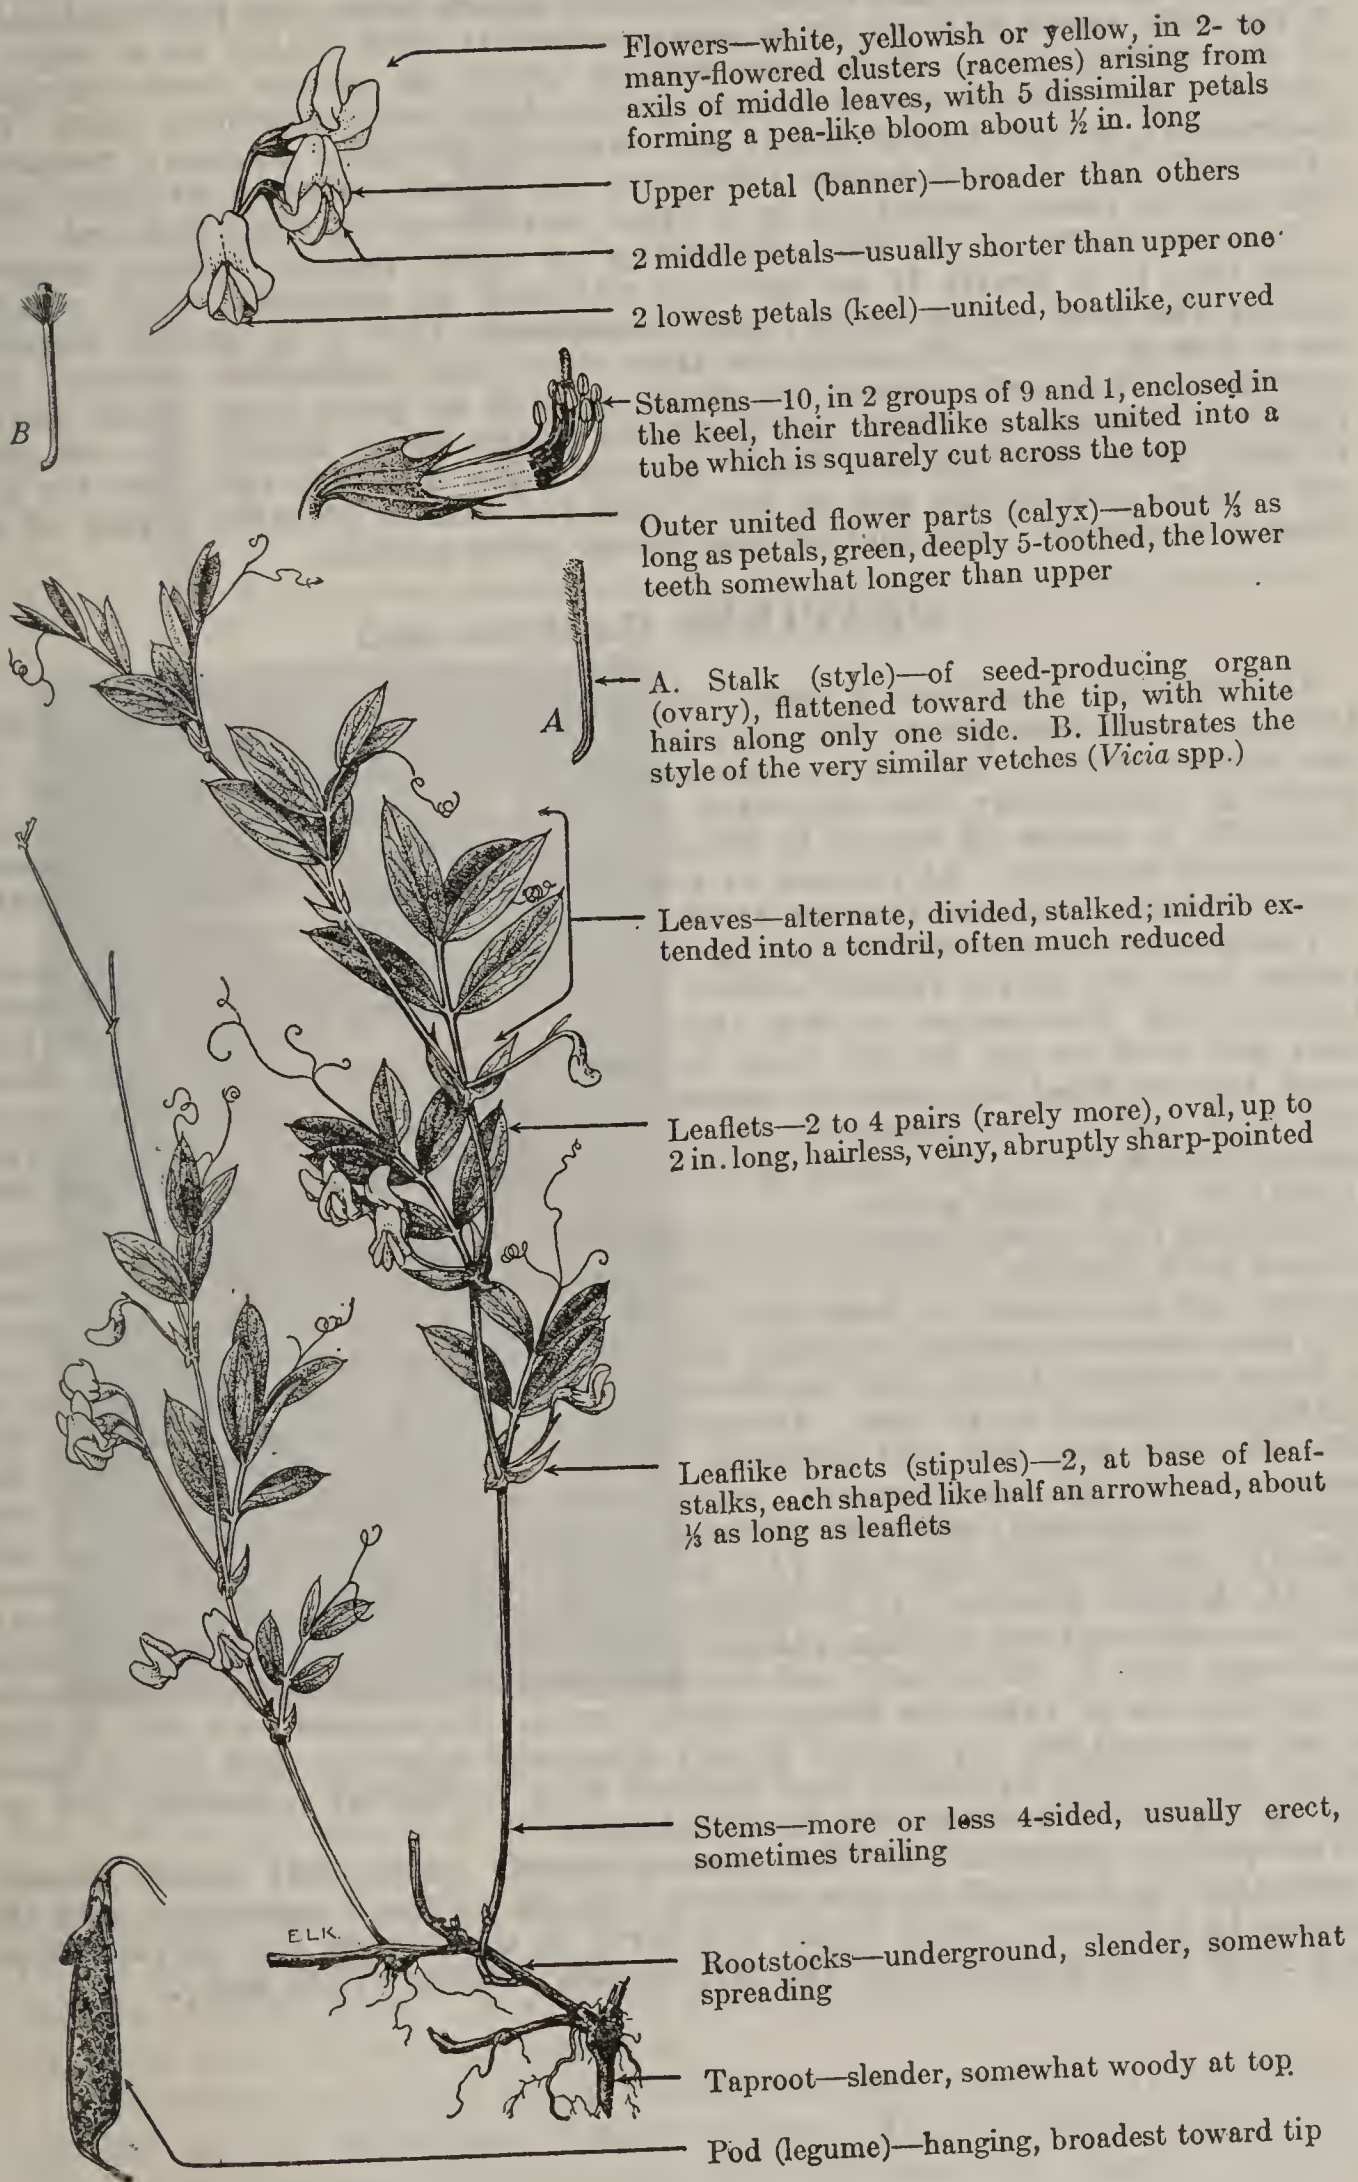 Flowers—white, yellowish or yellow, in 2- to
many-flowered clusters (racemes) arising from
axils of middle leaves, with 5 dissimilar petals
forming a pea-like bloom about ½ in. long
Upper petal (banner)—broader than others
2 middle petals—usually shorter than upper one
2 lowest petals (keel)—united, boatlike, curved
B
Stamens—10, in 2 groups of 9 and 1, enclosed in
the keel, their threadlike stalks united into a
tube which is squarely cut across the top
Outer united flower parts (calyx)—about ⅓ as
long as petals, green, deeply 5-toothed, the lower
teeth somewhat longer than upper
A
A. Stalk (style)—of seed-producing organ
(ovary), flattened toward the tip, with white
hairs along only one side. B. Illustrates the
style of the very similar vetches (Vicia spp.)
Leaves—alternate, divided, stalked; midrib ex-
tended into a tendril, often much reduced
Leaflets—2 to 4 pairs (rarely more), oval, up to
2 in. long, hairless, veiny, abruptly sharp-pointed
Leaflike bracts (stipules)—2, at base of leaf-
stalks, each shaped like half an arrowhead, about
⅓ as long as leaflets
Stems—more or less 4-sided, usually erect,
sometimes trailing
E.L.K.
Rootstocks—underground, slender, somewhat
spreading
Taproot—slender, somewhat woody at top
Pod (legume)—hanging, broadest toward tip